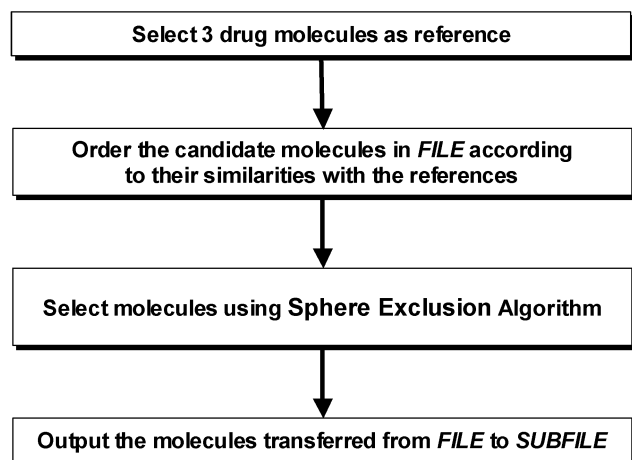 Select 3 drug molecules as reference
Order the candidate molecules in FILE according
to their similarities with the references
Select molecules using Sphere Exclusion Algorithm
Output the molecules transferred from FILE to SUBFILE